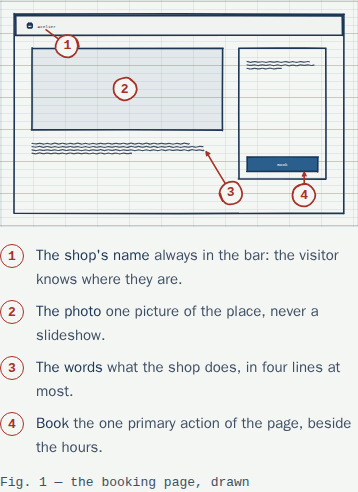 1
2
3
4
1 The shop's name always in the bar: the visitor
knows where they are.
2 The photo one picture of the place, never a
slideshow.
3 The words what the shop does, in four lines at
most.
4 Book the one primary action of the page, beside
the hours.
Fig. 1 — the booking page, drawn